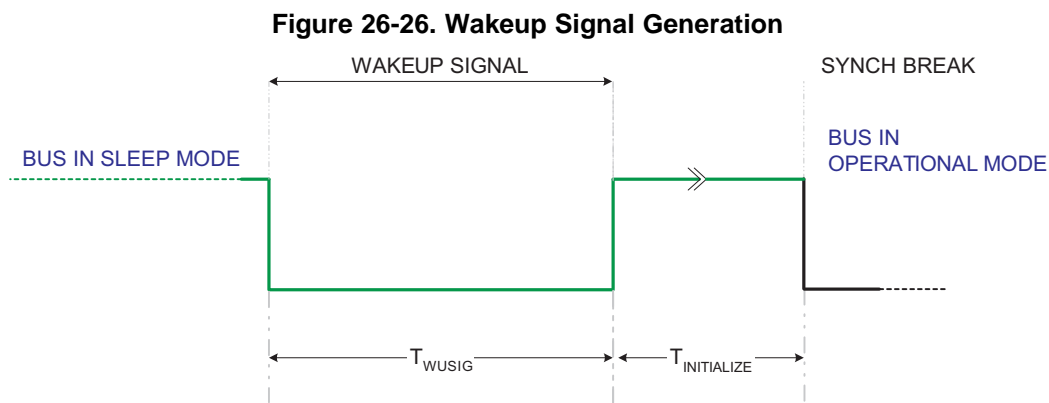 Figure 26-26. Wakeup Signal Generation
WAKEUP SIGNAL
SYNCH BREAK
BUS IN SLEEP MODE
BUS IN
OPERATIONAL MODE
TWUSIG
TINITIALIZE